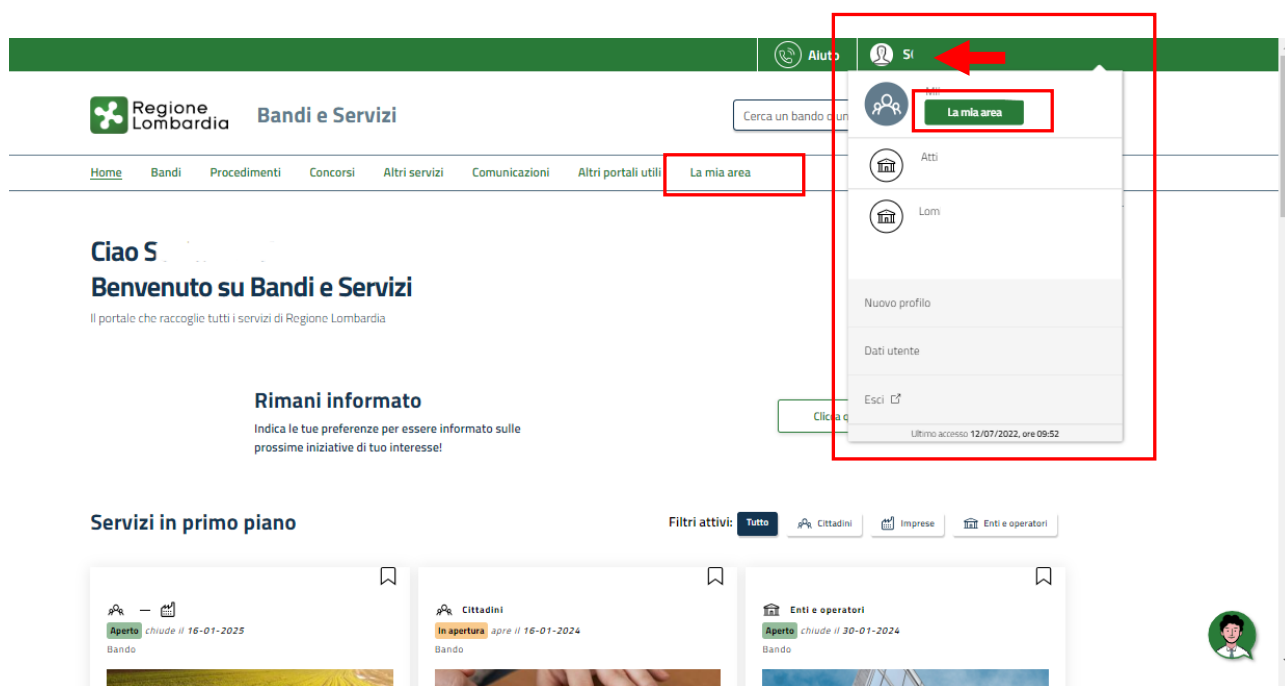 Aiuto
Regione
Lombardia
Bandi e Servizi
Cerca un bando o un
La mia area
Atti
Lom
Home Bandi Procedimenti Concorsi Altri servizi Comunicazioni Altri portali utili La mia area
Ciao S
Benvenuto su Bandi e Servizi
Il portale che raccoglie tutti i servizi di Regione Lombardia
Nuovo profilo
Dati utente
Esci
Ultimo accesso 12/07/2022, ore 09:52
Rimani informato
Indica le tue preferenze per essere informato sulle
prossime iniziative di tuo interesse!
Clicca q
Servizi in primo piano
Filtri attivi: Tutto Cittadini Imprese Enti e operatori
Aperto chiude il 16-01-2025
Bando
Cittadini
In apertura apre il 16-01-2024
Bando
Enti e operatori
Aperto chiude il 30-01-2024
Bando